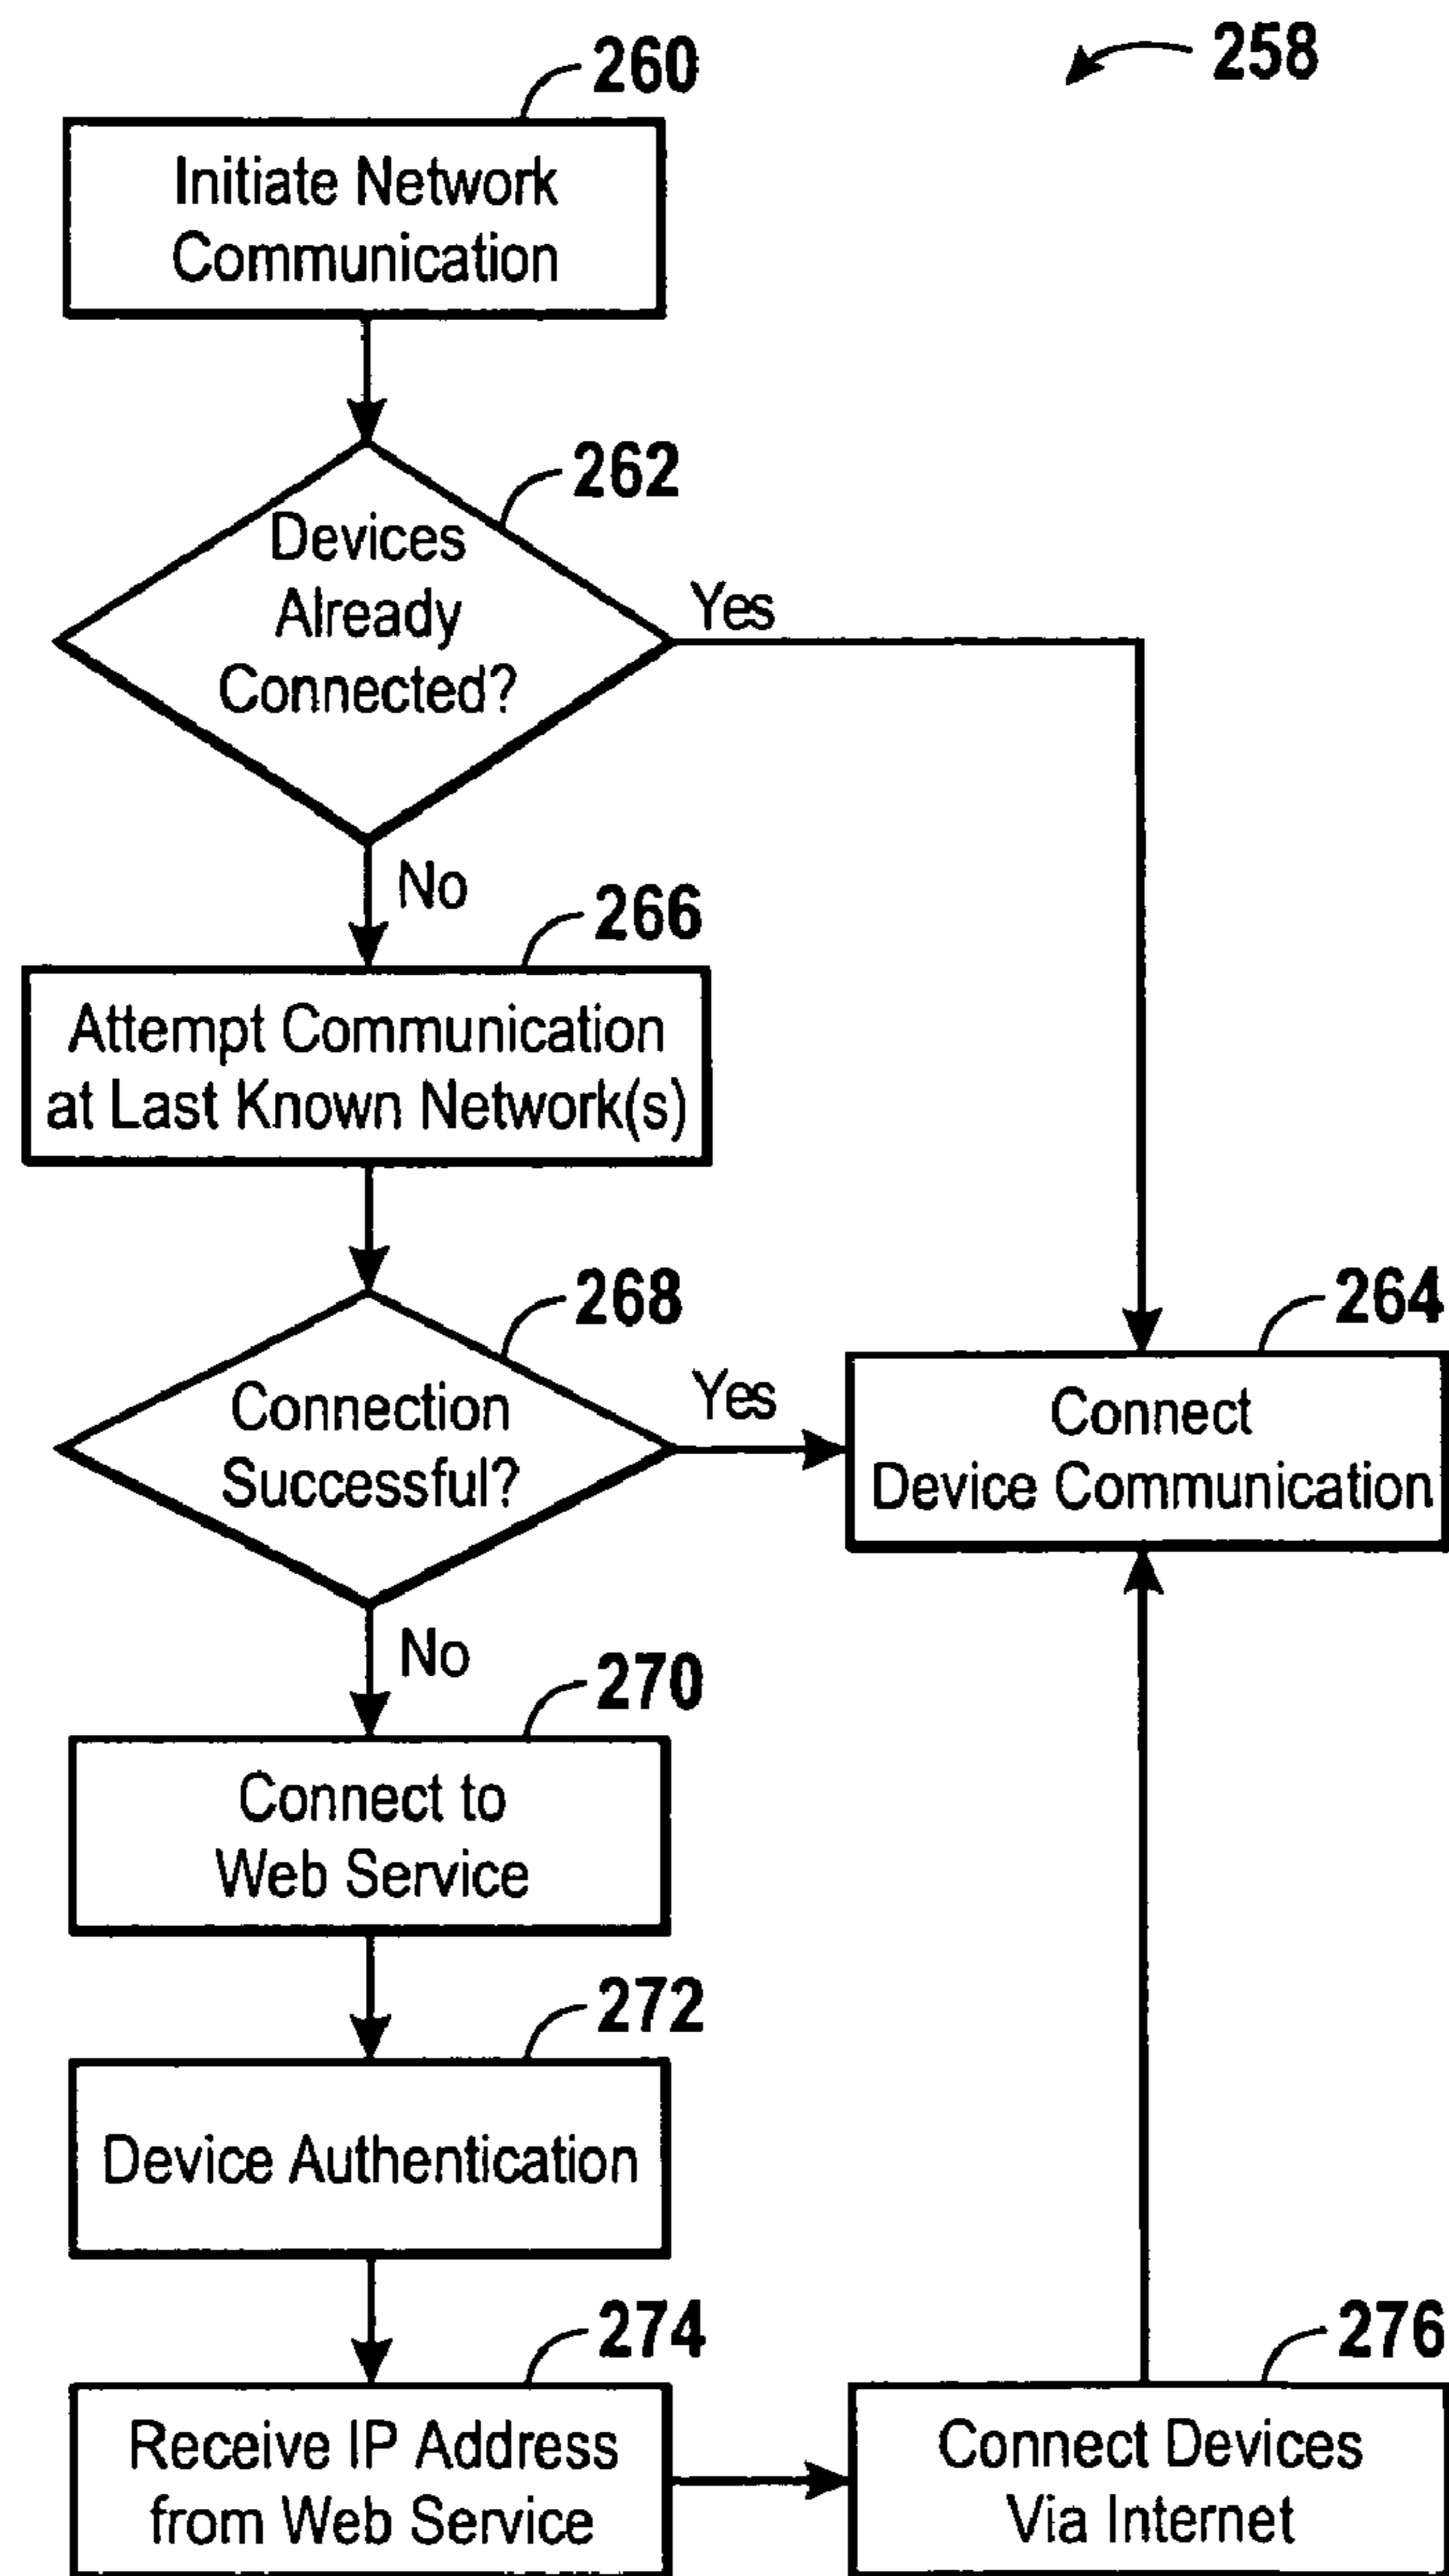 258
260
Initiate Network
Communication
262
Devices
Already
Connected?
Yes
No
266
Attempt Communication
at Last Known Network(s)
268
Connection
Successful?
Yes
264
Connect
Device Communication
No
270
Connect to
Web Service
272
Device Authentication
274
Receive IP Address
from Web Service
276
Connect Devices
Via Internet